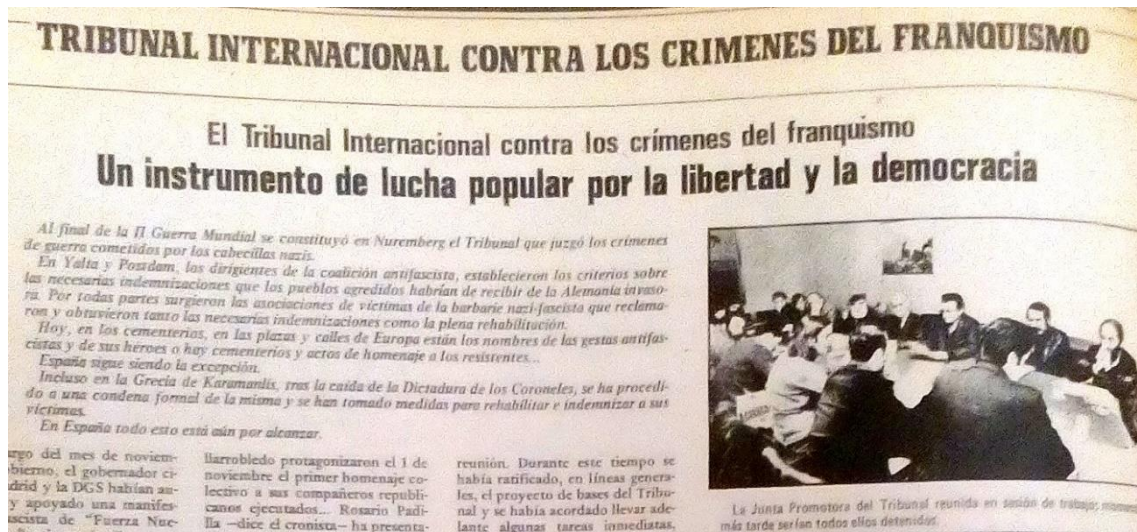 TRIBUNAL INTERNACIONAL CONTRA LOS CRIMENES DEL FRANQUISMO
El Tribunal Internacional contra los crímenes del franquismo
Un instrumento de lucha popular por la libertad y la democracia
Al final de la II Guerra Mundial se constituyó en Nuremberg el Tribunal que juzgó los crímenes
de guerra cometidos por los cabecillas nazis.
En Yalta y Postdam, los dirigentes de la coalición antifascista, establecieron los criterios sobre
las necesarias indemnizaciones que los pueblos agredidos habrían de recibir de la Alemania invaso-
ra. Por todas partes surgieron las asociaciones de víctimas de la barbarie nazi-fascista que reclama-
ron y obtuvieron tanto las necesarias indemnizaciones como la plena rehabilitación.
Hoy, en los cementerios, en las plazas y calles de Europa están los nombres de las gestas antifas-
cistas y de sus héroes o hay cementerios y actos de homenaje a los resistentes...
España sigue siendo la excepción.
Incluso en la Grecia de Karamanlis, tras la caída de la Dictadura de los Coroneles, se ha procedi-
do a una condena formal de la misma y se han tomado medidas para rehabilitar e indemnizar a sus
víctimas.
En España todo esto está aún por alcanzar.
argo del mes de noviem-
bierno, el gobernador ci-
drid y la DGS habían au-
y apoyado una manifes-
scista de "Fuerza Nue-
llarrobledo protagonizaron el 1 de
noviembre el primer homenaje co-
lectivo a sus compañeros republi-
canos ejecutados... Rosario Padi-
lla —dice el cronista— ha presenta-
reunión. Durante este tiempo se
había ratificado, en líneas genera-
les, el proyecto de bases del Tribu-
nal y se había acordado llevar ade-
lante algunas tareas inmediatas,
La Junta Promotora del Tribunal reunida en sesión de trabajo;
más tarde serían todos ellos detenidos.